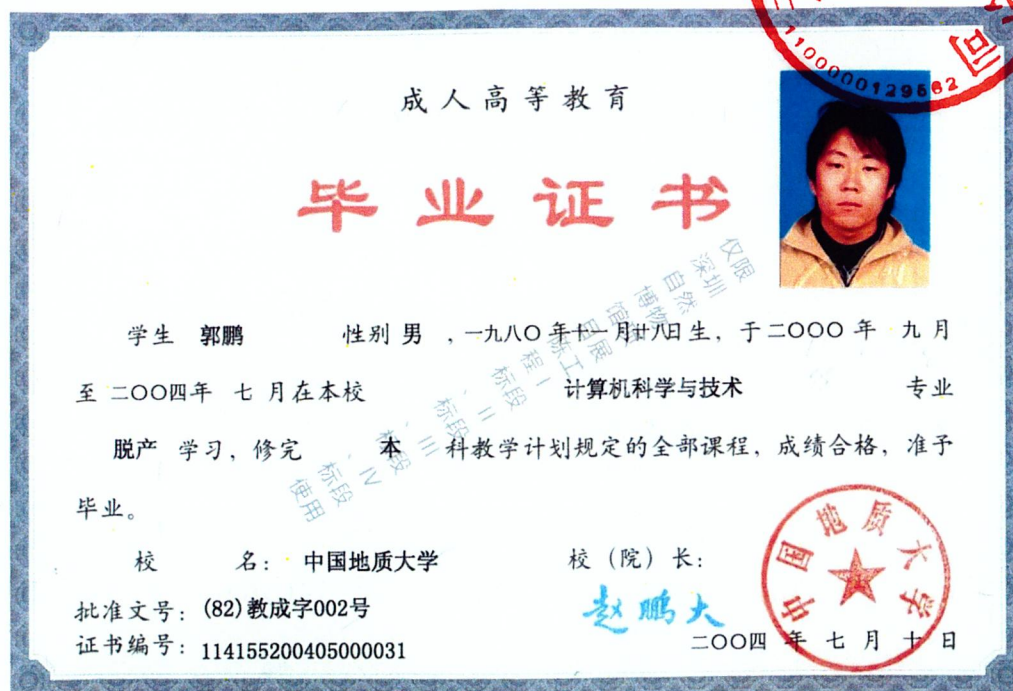 1100000129562
司
成人高等教育
毕业证书
学生 郭鹏 性别 男 ,一九八〇年十一月廿八日生,于二〇〇〇年 九月
至二〇〇四年 七月在本校 计算机科学与技术 专业
脱产 学习,修完 本 科教学计划规定的全部课程,成绩合格,准予
毕业。
校 名: 中国地质大学 校(院)长:
批准文号: (82)教成字002号 赵鹏大
证书编号: 114155200405000031 二〇〇四 年 七 月 十 日
中国地质大学
仅限
深圳
自然
博物
馆
展陈工
程I
标段
、II
标段
、III
标段
、IV
标段
使用